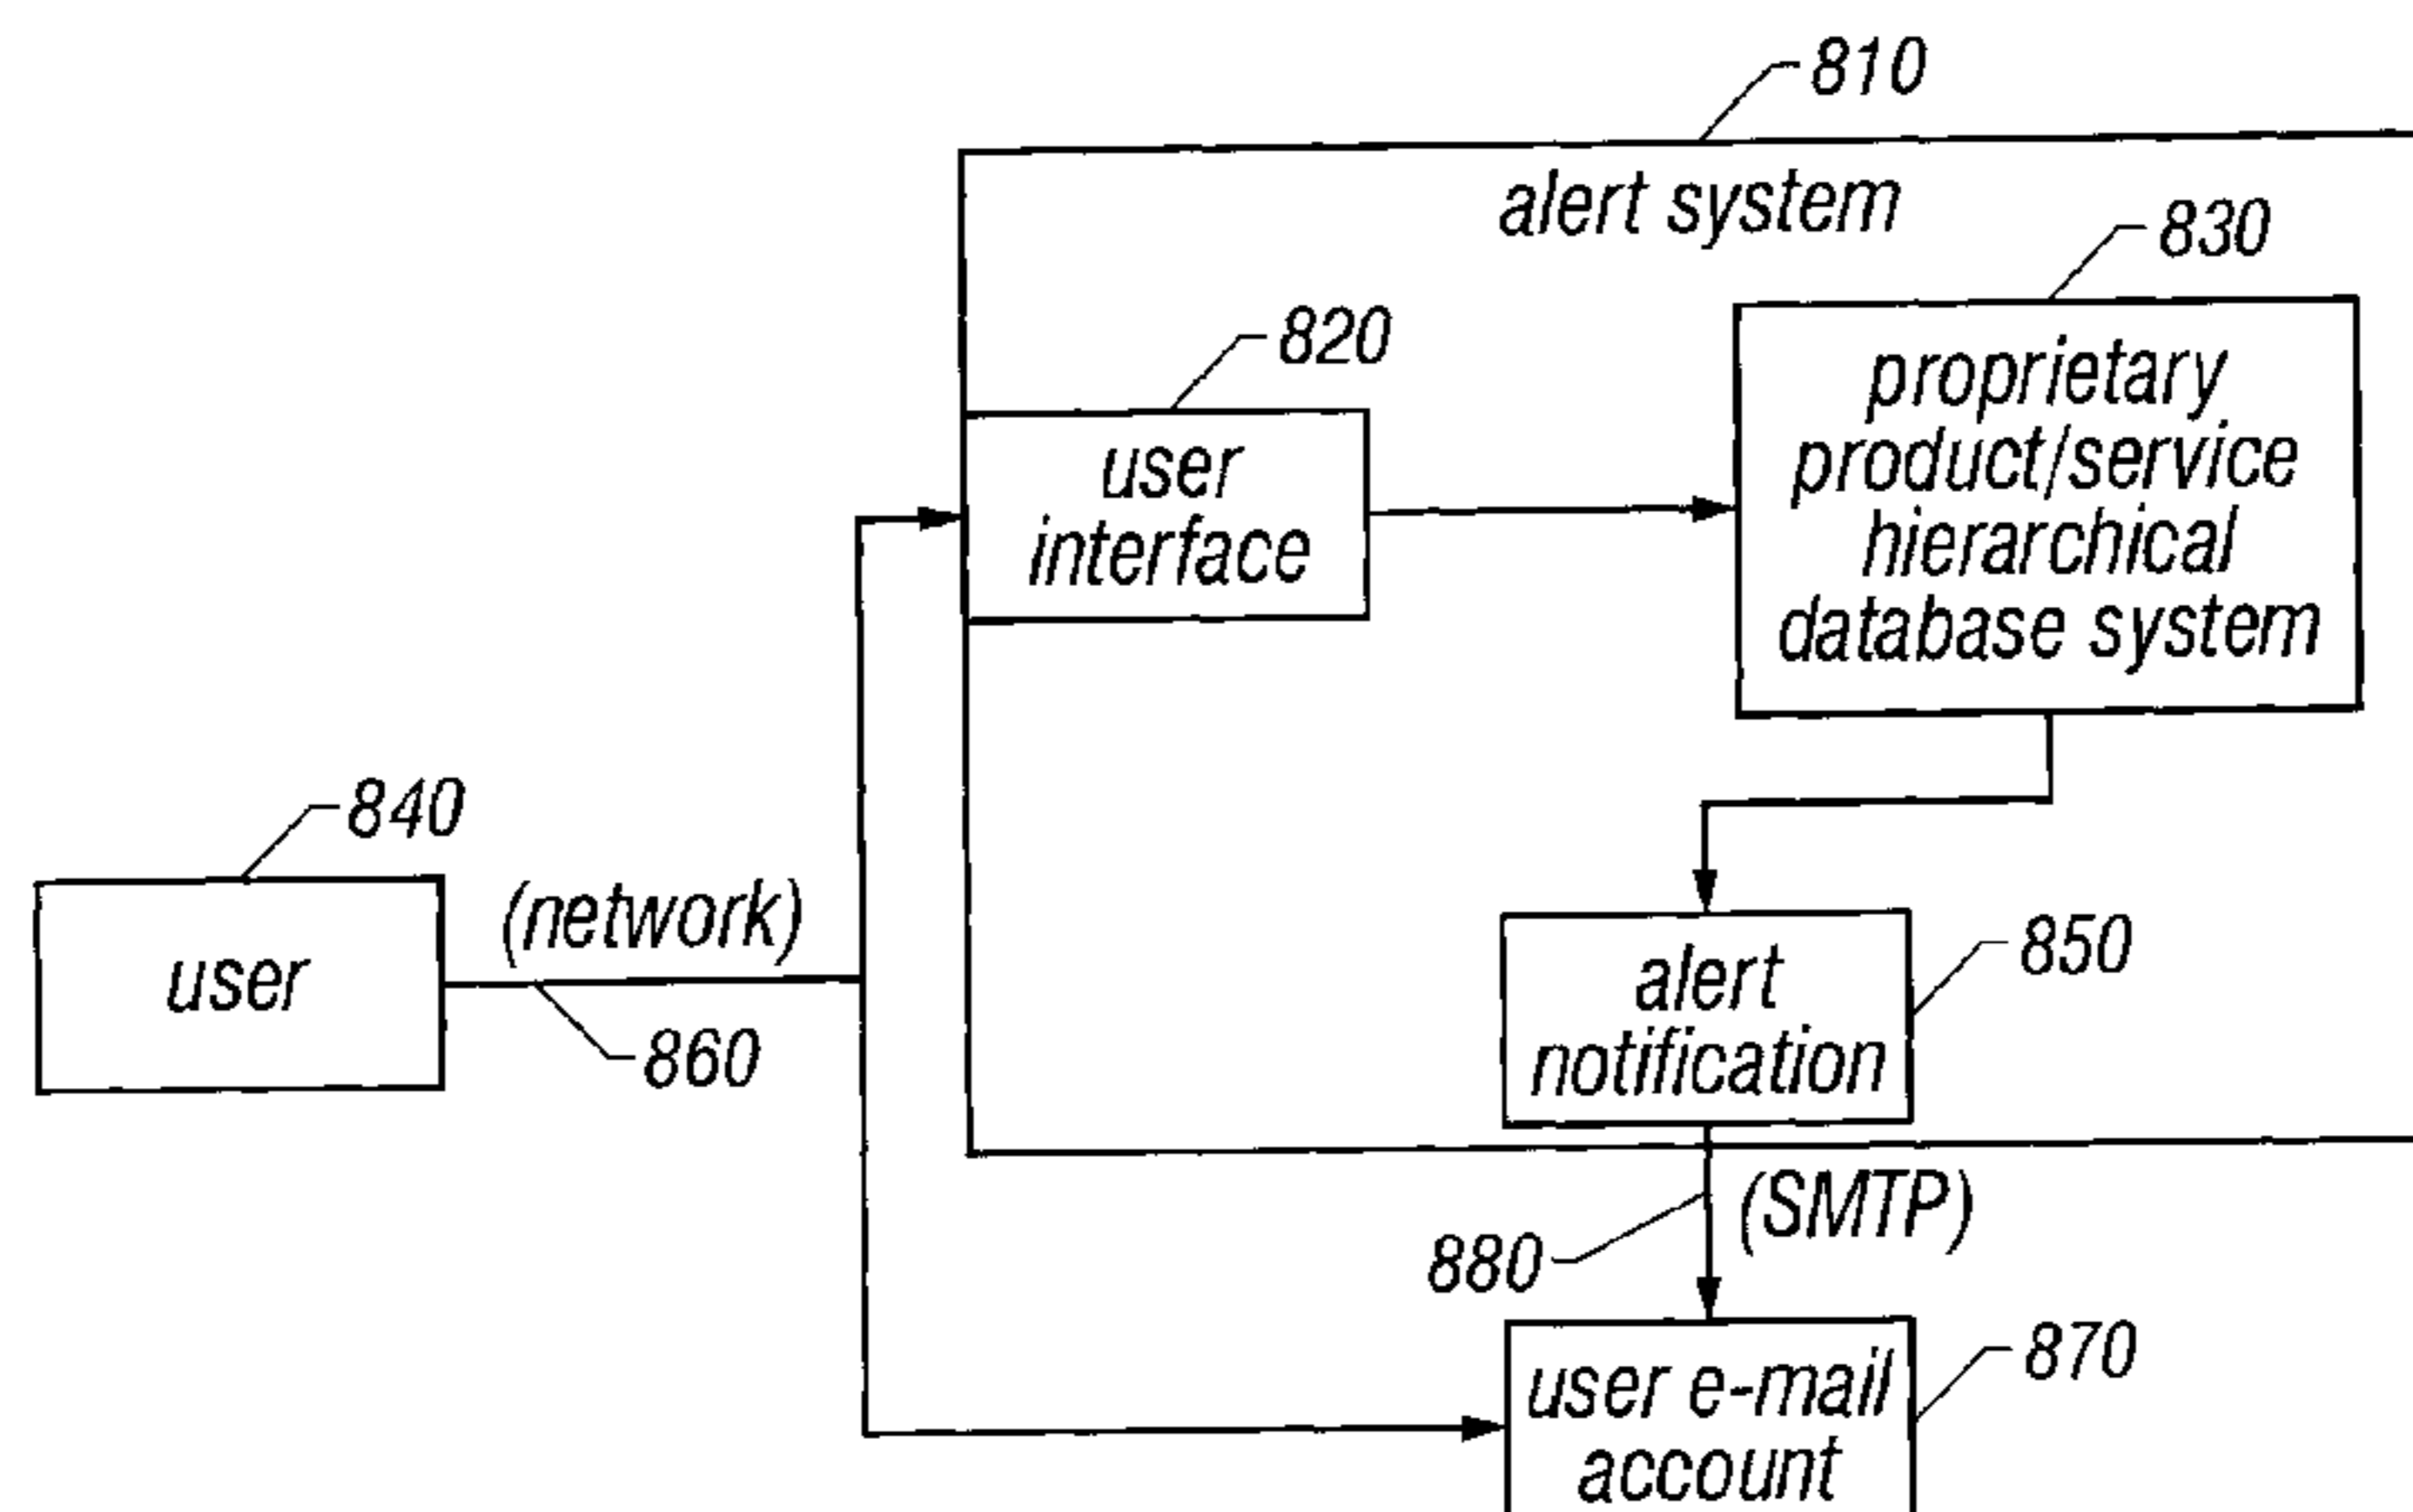 810
alert system
830
820
proprietary
product/service
hierarchical
database system
user
interface
840
(network)
user
860
850
alert
notification
(SMTP)
880
870
user e-mail
account